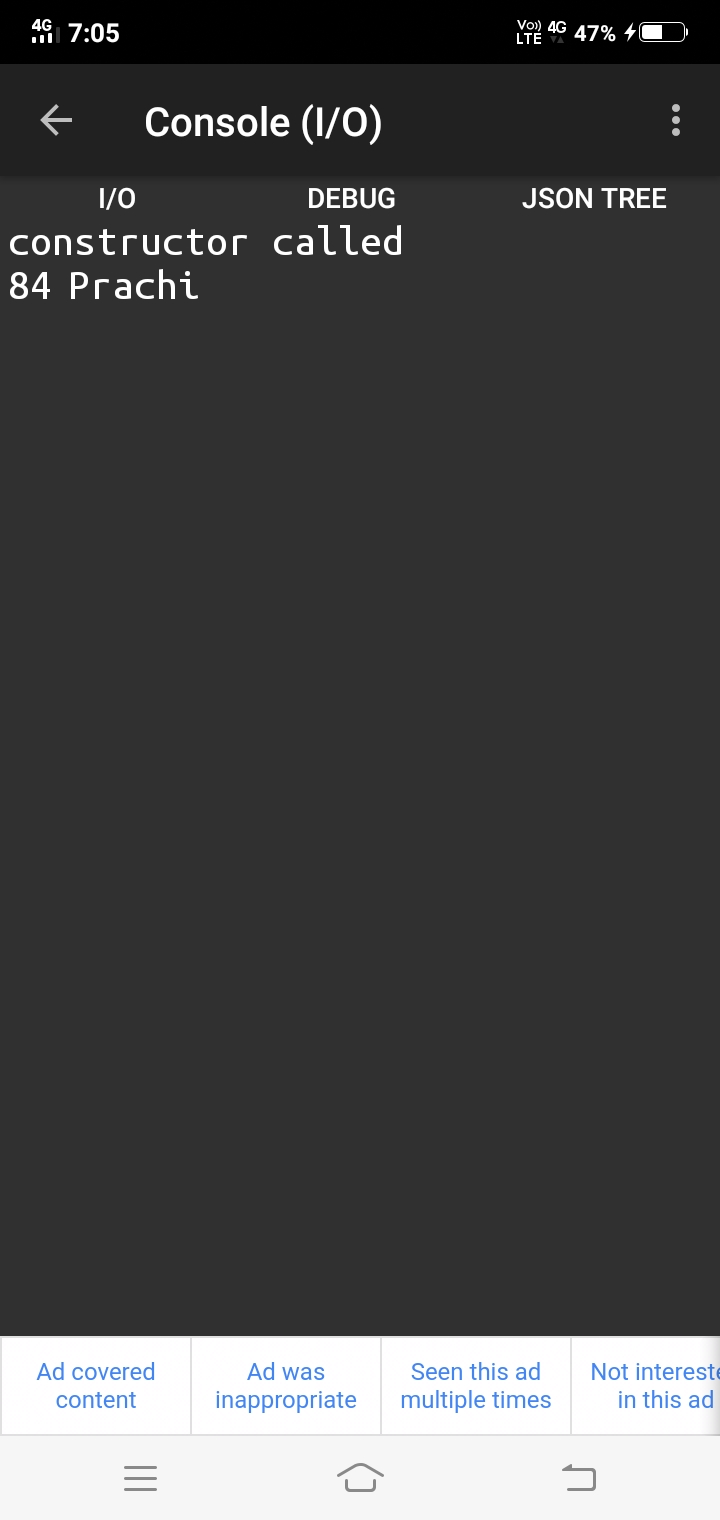 4G 7:05 Vo)) LTE 4G 47%
Console (I/O)
I/O DEBUG JSON TREE
constructor called
84 Prachi
Ad covered content
Ad was inappropriate
Seen this ad multiple times
Not intereste in this ad